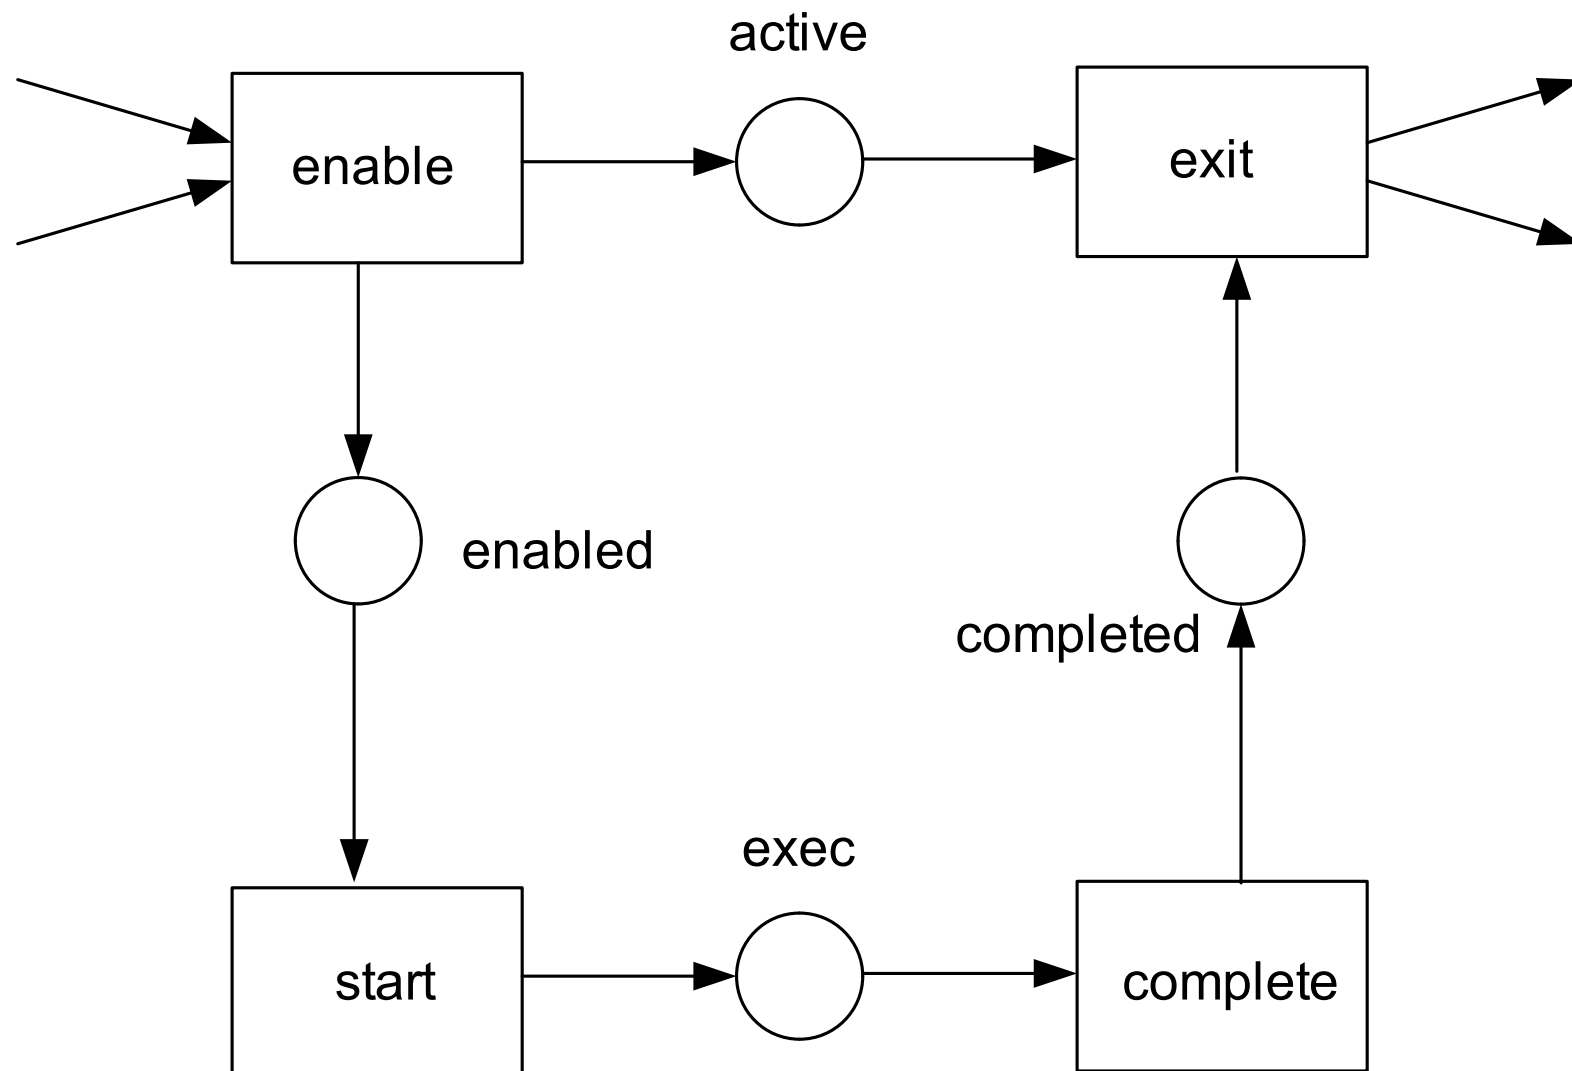 active
enable
exit
enabled
completed
exec
start
complete